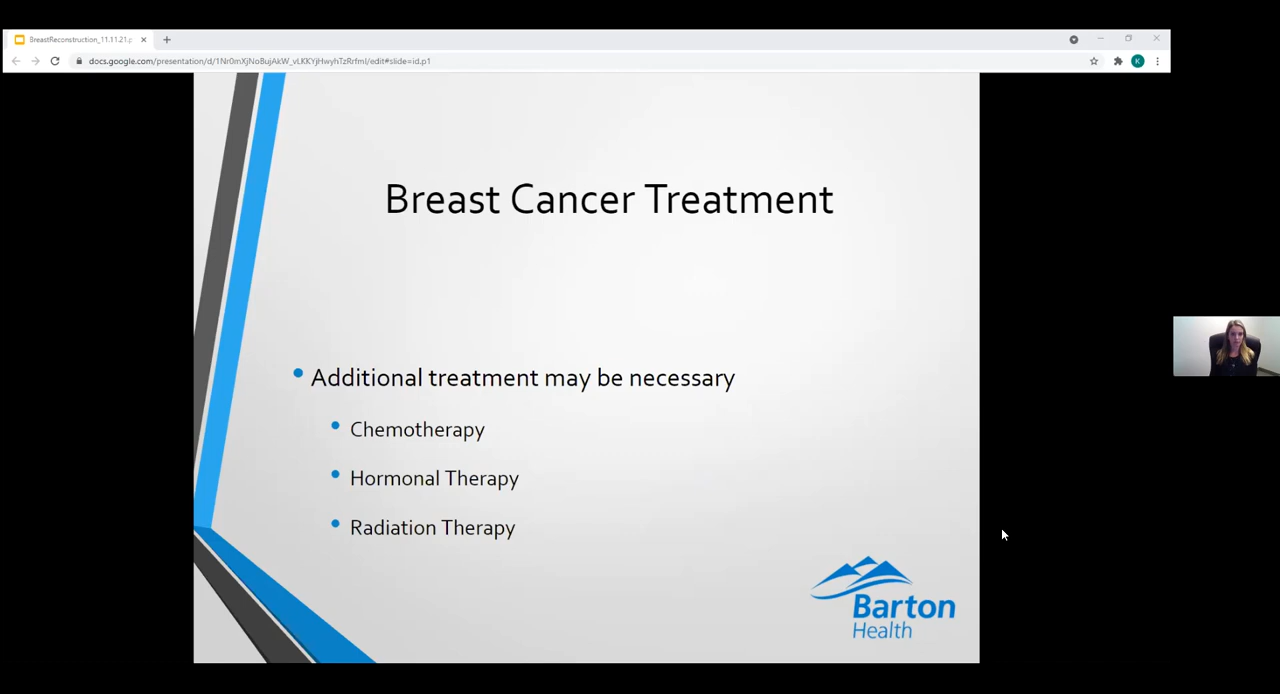 BreastReconstruction_11.11.21.p
docs.google.com/presentation/d/1Nr0mXjNoBujAkW_vLKKYjHwyhTzRrfml/edit#slide=id.p1
K
Breast Cancer Treatment
Additional treatment may be necessary
Chemotherapy
Hormonal Therapy
Radiation Therapy
Barton
Health